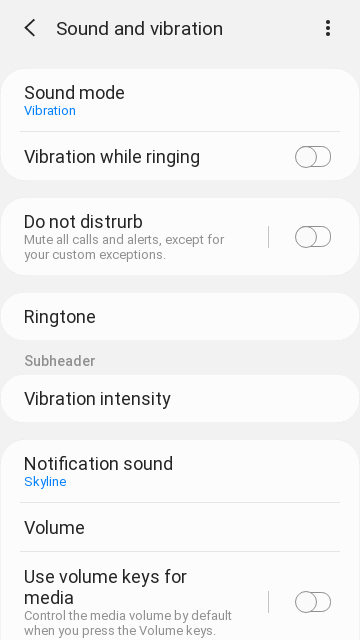 Sound and vibration
Sound mode
Vibration
Vibration while ringing
Do not distrurb
Mute all calls and alerts, except for
your custom exceptions.
Ringtone
Subheader
Vibration intensity
Notification sound
Skyline
Volume
Use volume keys for
media
Control the media volume by default
when you press the Volume keys.